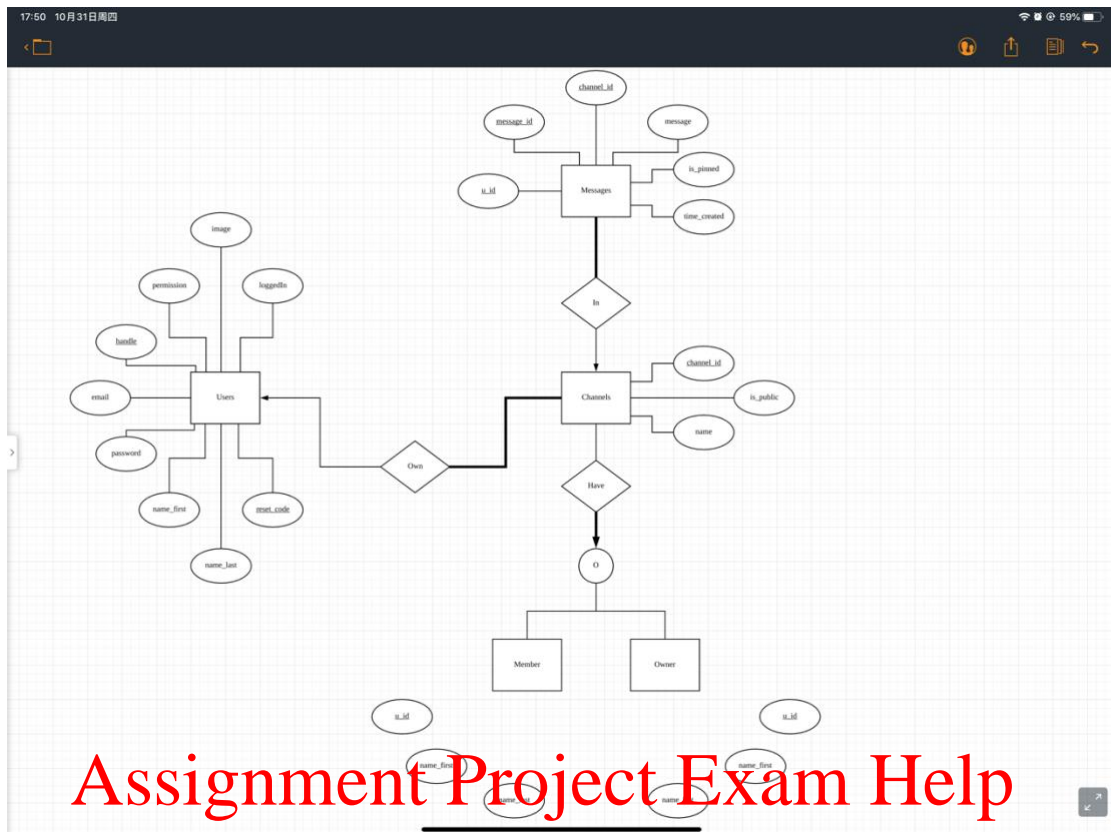 17:50 10月31日周四
59%
channel_id
message_id
message
is_pinned
u_id
Messages
time_created
image
permission
loggedIn
In
handle
channel_id
email
Users
Channels
is_public
name
password
Own
Have
name_first
reset_code
name_last
O
Member
Owner
u_id
u_id
name_first
name_first
name_last
name
Assignment Project Exam Help